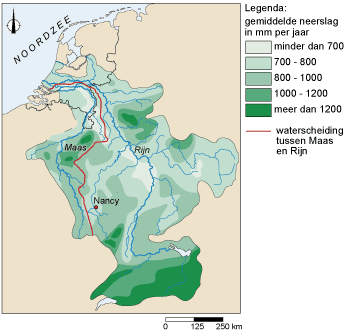 NOORDZEE
Maas
Rijn
Nancy
Legenda:
gemiddelde neerslag
in mm per jaar
minder dan 700
700 - 800
800 - 1000
1000 - 1200
meer dan 1200
waterscheiding
tussen Maas
en Rijn
0 125 250 km